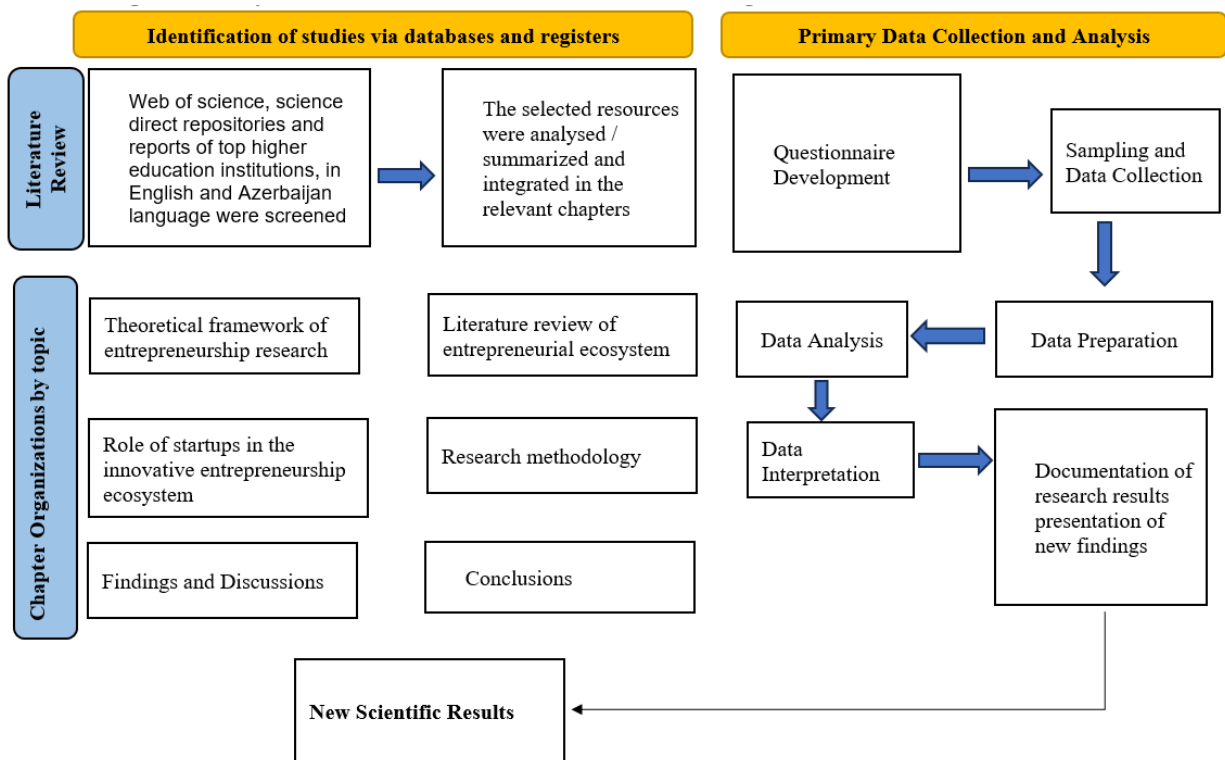 Identification of studies via databases and registers
Primary Data Collection and Analysis
Literature
Review
Web of science, science
direct repositories and
reports of top higher
education institutions, in
English and Azerbaijan
language were screened
The selected resources
were analysed /
summarized and
integrated in the
relevant chapters
Questionnaire
Development
Sampling and
Data Collection
Chapter Organizations by topic
Theoretical framework of
entrepreneurship research
Literature review of
entrepreneurial ecosystem
Data Analysis
Data Preparation
Role of startups in the
innovative entrepreneurship
ecosystem
Research methodology
Data
Interpretation
Documentation of
research results
presentation of
new findings
Findings and Discussions
Conclusions
New Scientific Results